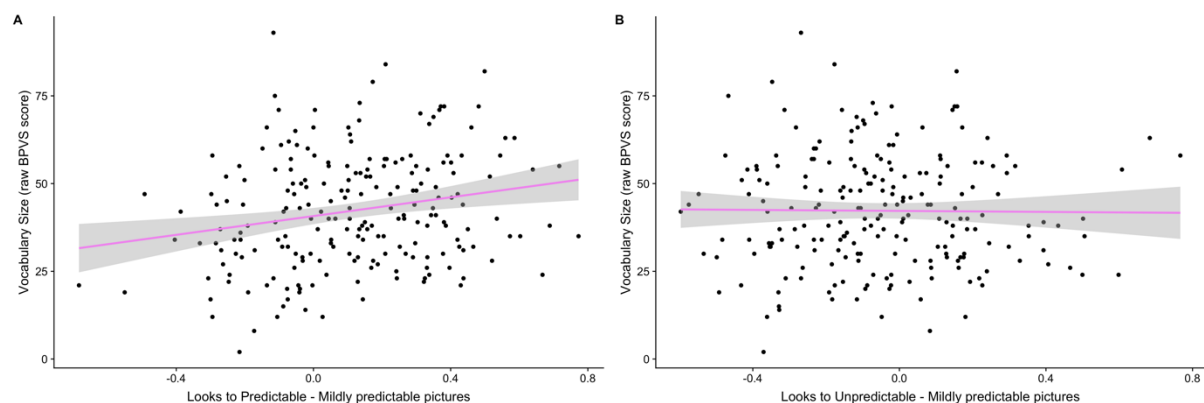 A
Vocabulary Size (raw BPVS score)
75
50
25
0
-0.4 0.0 0.4 0.8
Looks to Predictable - Mildly predictable pictures
B
Vocabulary Size (raw BPVS score)
75
50
25
0
-0.4 0.0 0.4 0.8
Looks to Unpredictable - Mildly predictable pictures